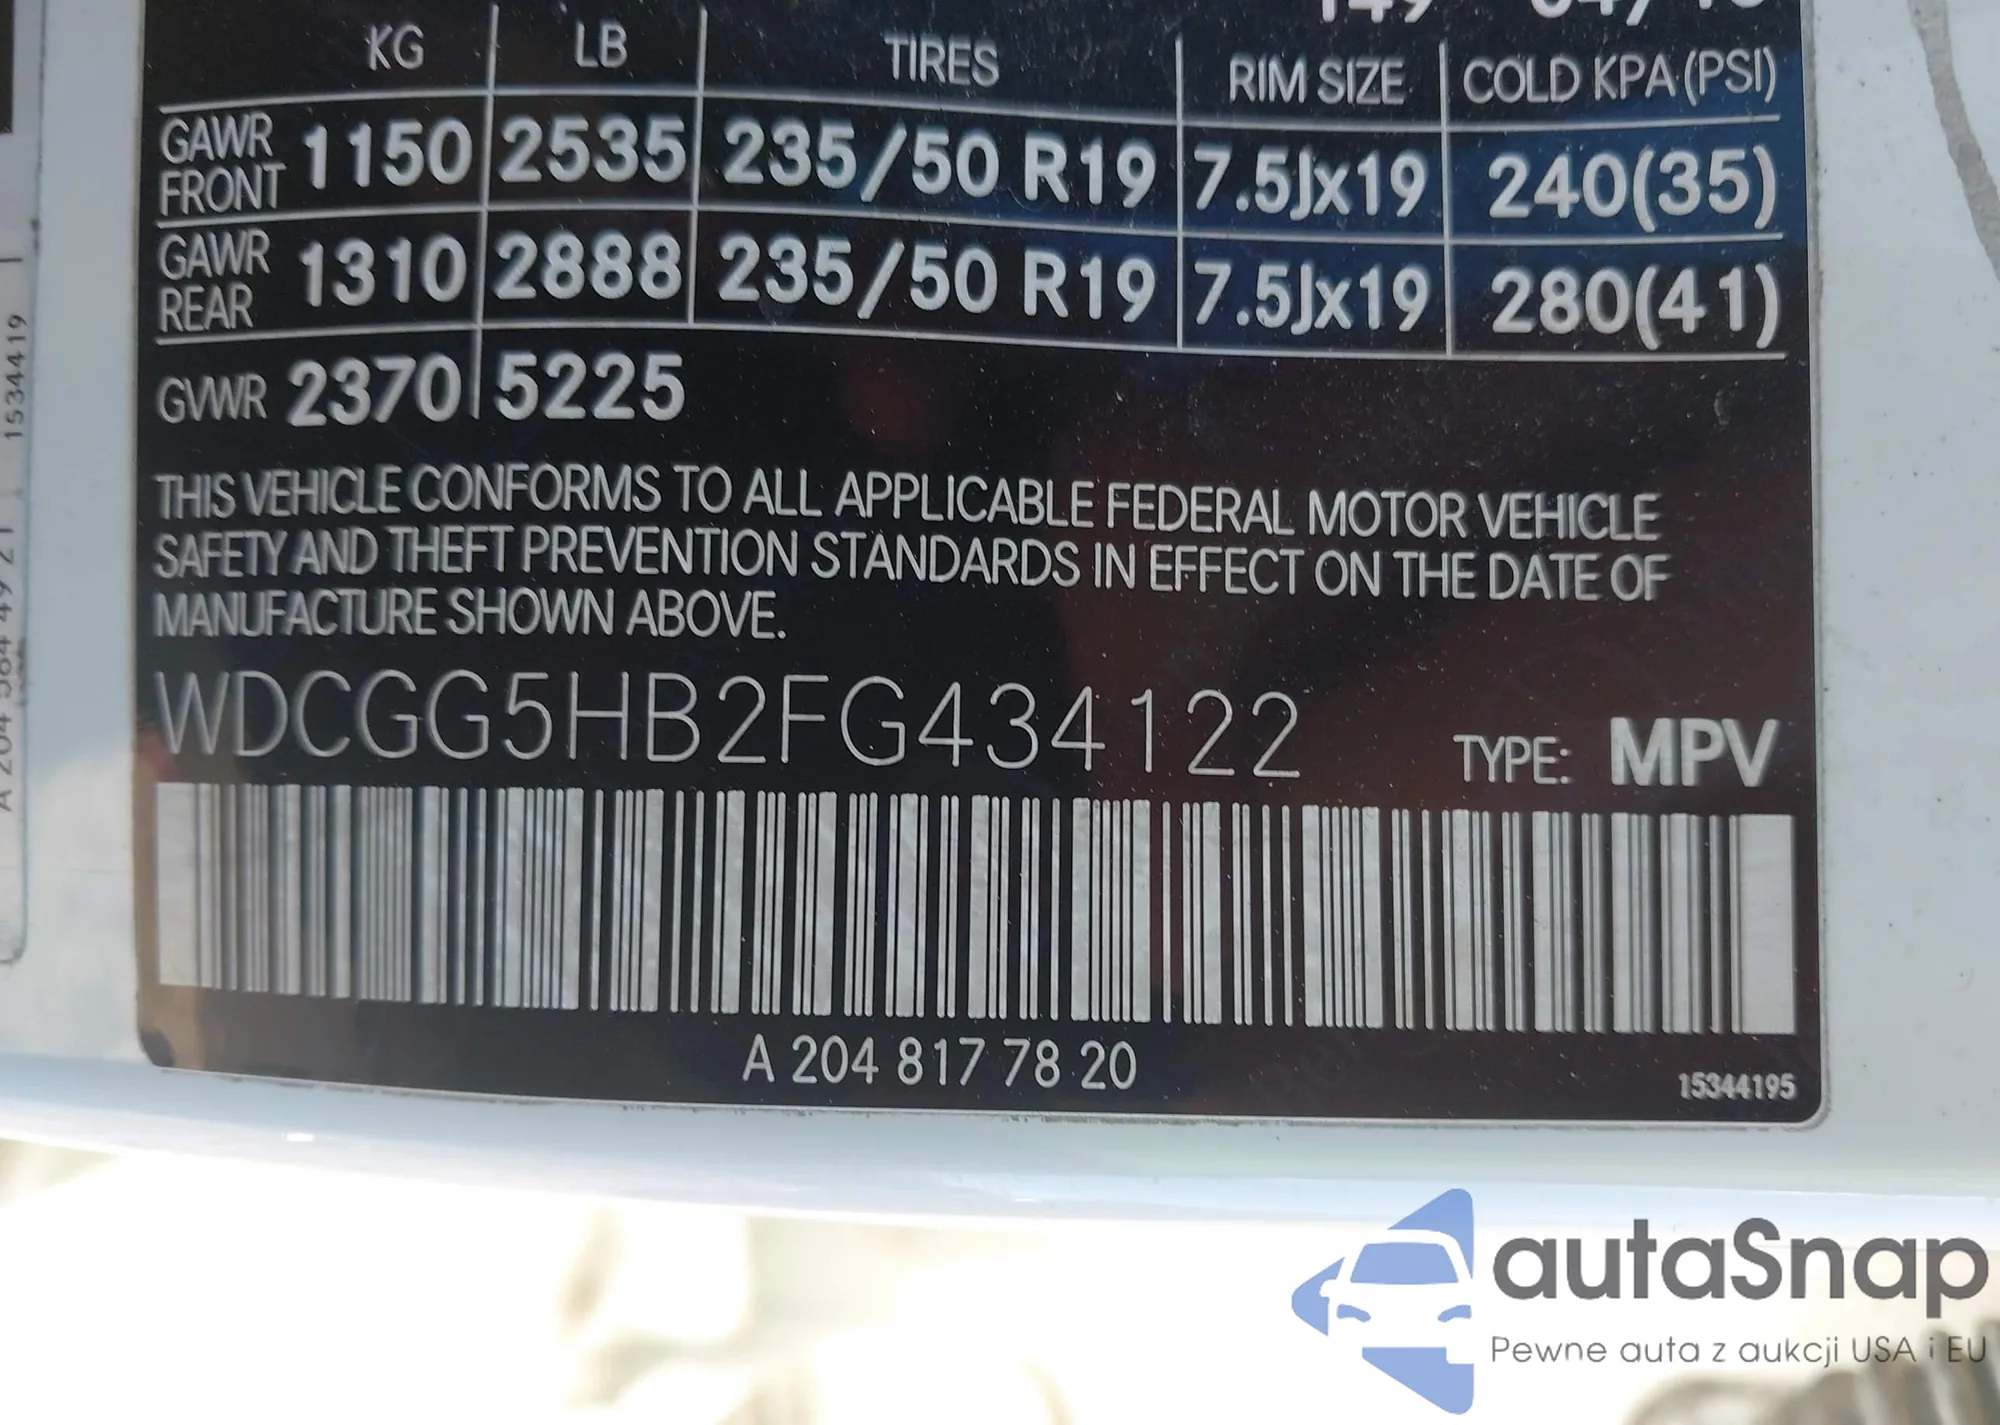 KG LB TIRES RIM SIZE COLD KPA (PSI)
GAWR FRONT 1150 2535 235/50 R19 7.5Jx19 240(35)
GAWR REAR 1310 2888 235/50 R19 7.5Jx19 280(41)
GVWR 2370 5225
THIS VEHICLE CONFORMS TO ALL APPLICABLE FEDERAL MOTOR VEHICLE
SAFETY AND THEFT PREVENTION STANDARDS IN EFFECT ON THE DATE OF
MANUFACTURE SHOWN ABOVE.
WDCGG5HB2FG434122 TYPE: MPV
A 204 817 78 20
15344195
1534419
autaSnap
Pewne auta z aukcji USA i EU